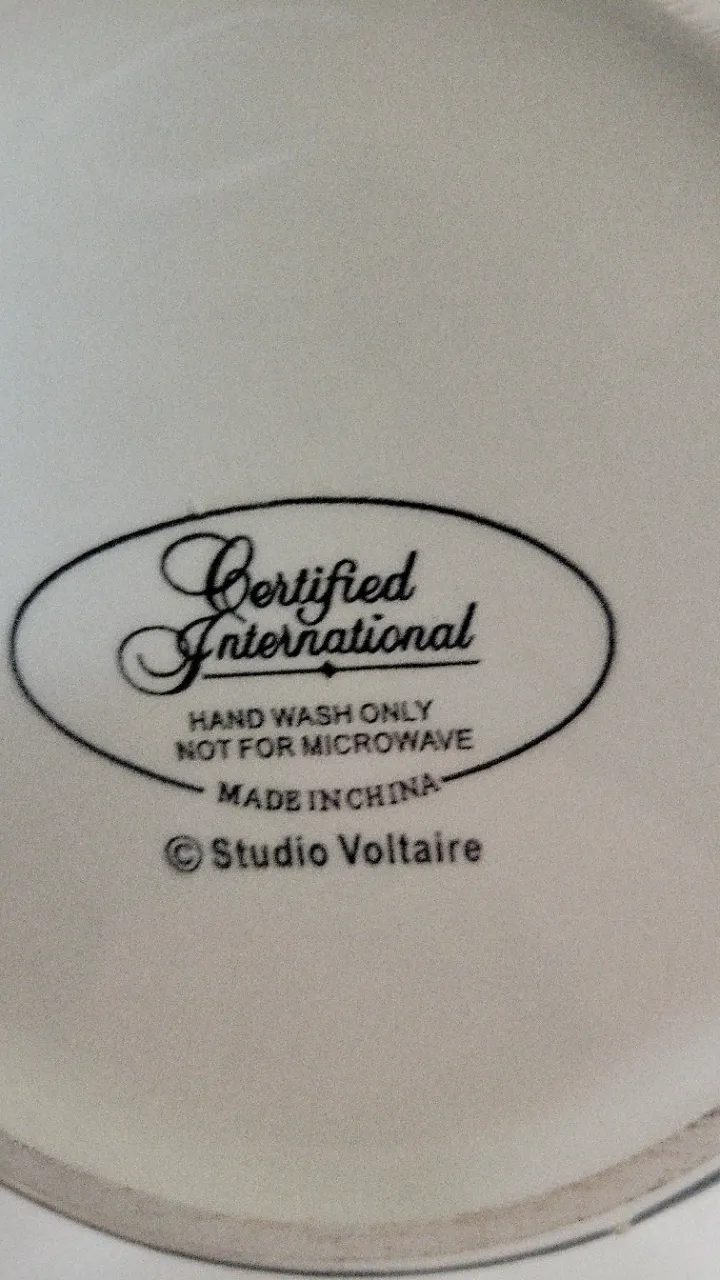 Certified
International
HAND WASH ONLY
NOT FOR MICROWAVE
MADE IN CHINA
© Studio Voltaire